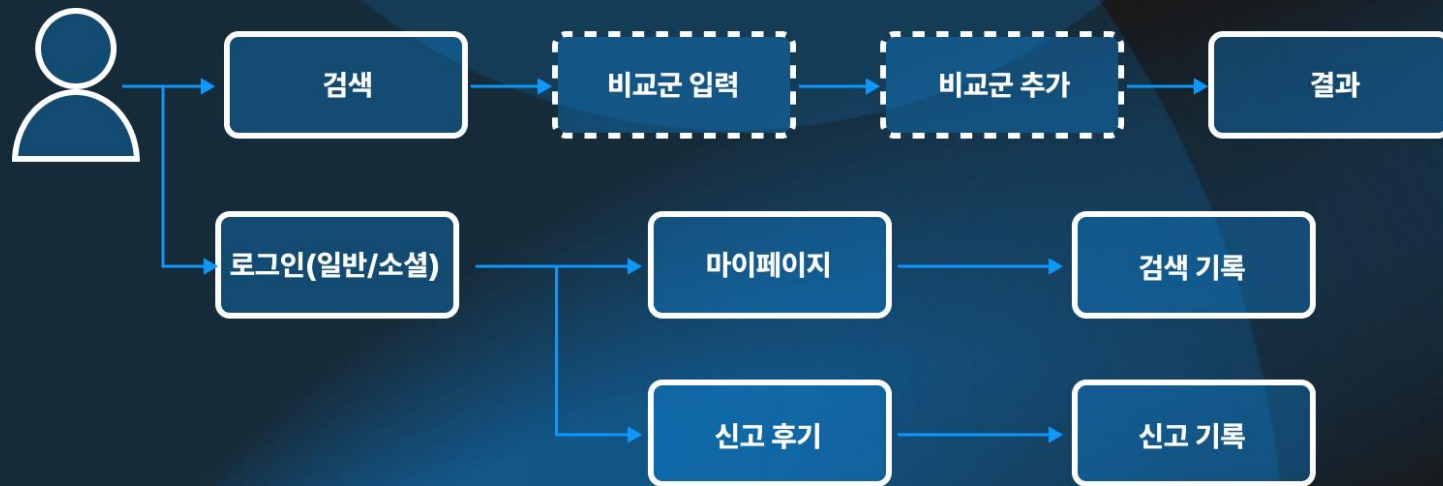 검색
비교군 입력
비교군 추가
결과
로그인(일반/소셜)
마이페이지
검색 기록
신고 후기
신고 기록